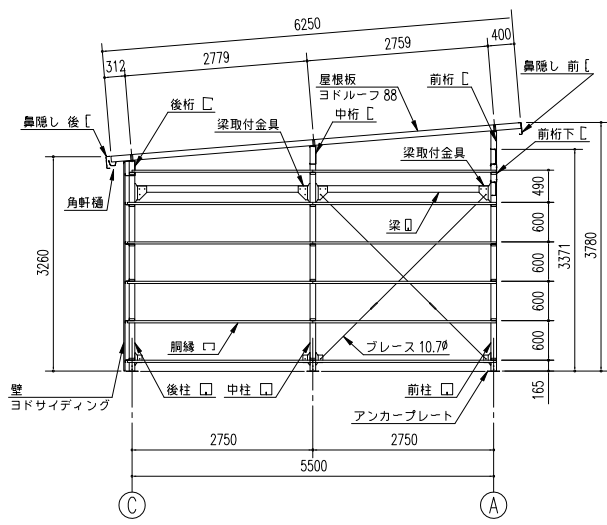 6250
312
2779
2759
400
屋根板
ヨドルーフ 88
前桁
鼻隠し 前
後桁
中桁
鼻隠し 後
梁取付金具
梁取付金具
前桁下
角軒樋
梁
490
600
600
600
600
165
3260
3371
3780
胴縁
ブレース 10.7φ
壁
ヨドサイディング
後柱
中柱
前柱
アンカープレート
2750
2750
5500
C
A